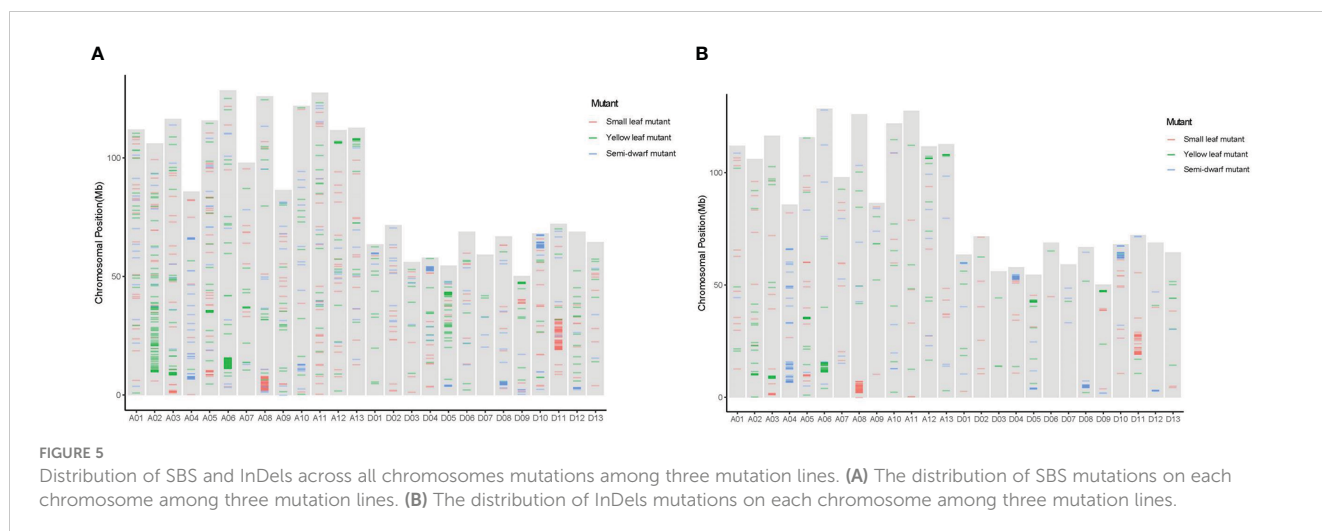 A
Chromosomal Position(Mb)
100
50
0
A01 A02 A03 A04 A05 A06 A07 A08 A09 A10 A11 A12 A13 D01 D02 D03 D04 D05 D06 D07 D08 D09 D10 D11 D12 D13
Mutant
Small leaf mutant
Yellow leaf mutant
Semi-dwarf mutant
B
Chromosomal Position(Mb)
100
50
0
A01 A02 A03 A04 A05 A06 A07 A08 A09 A10 A11 A12 A13 D01 D02 D03 D04 D05 D06 D07 D08 D09 D10 D11 D12 D13
Mutant
Small leaf mutant
Yellow leaf mutant
Semi-dwarf mutant
FIGURE 5
Distribution of SBS and InDels across all chromosomes mutations among three mutation lines. (A) The distribution of SBS mutations on each
chromosome among three mutation lines. (B) The distribution of InDels mutations on each chromosome among three mutation lines.